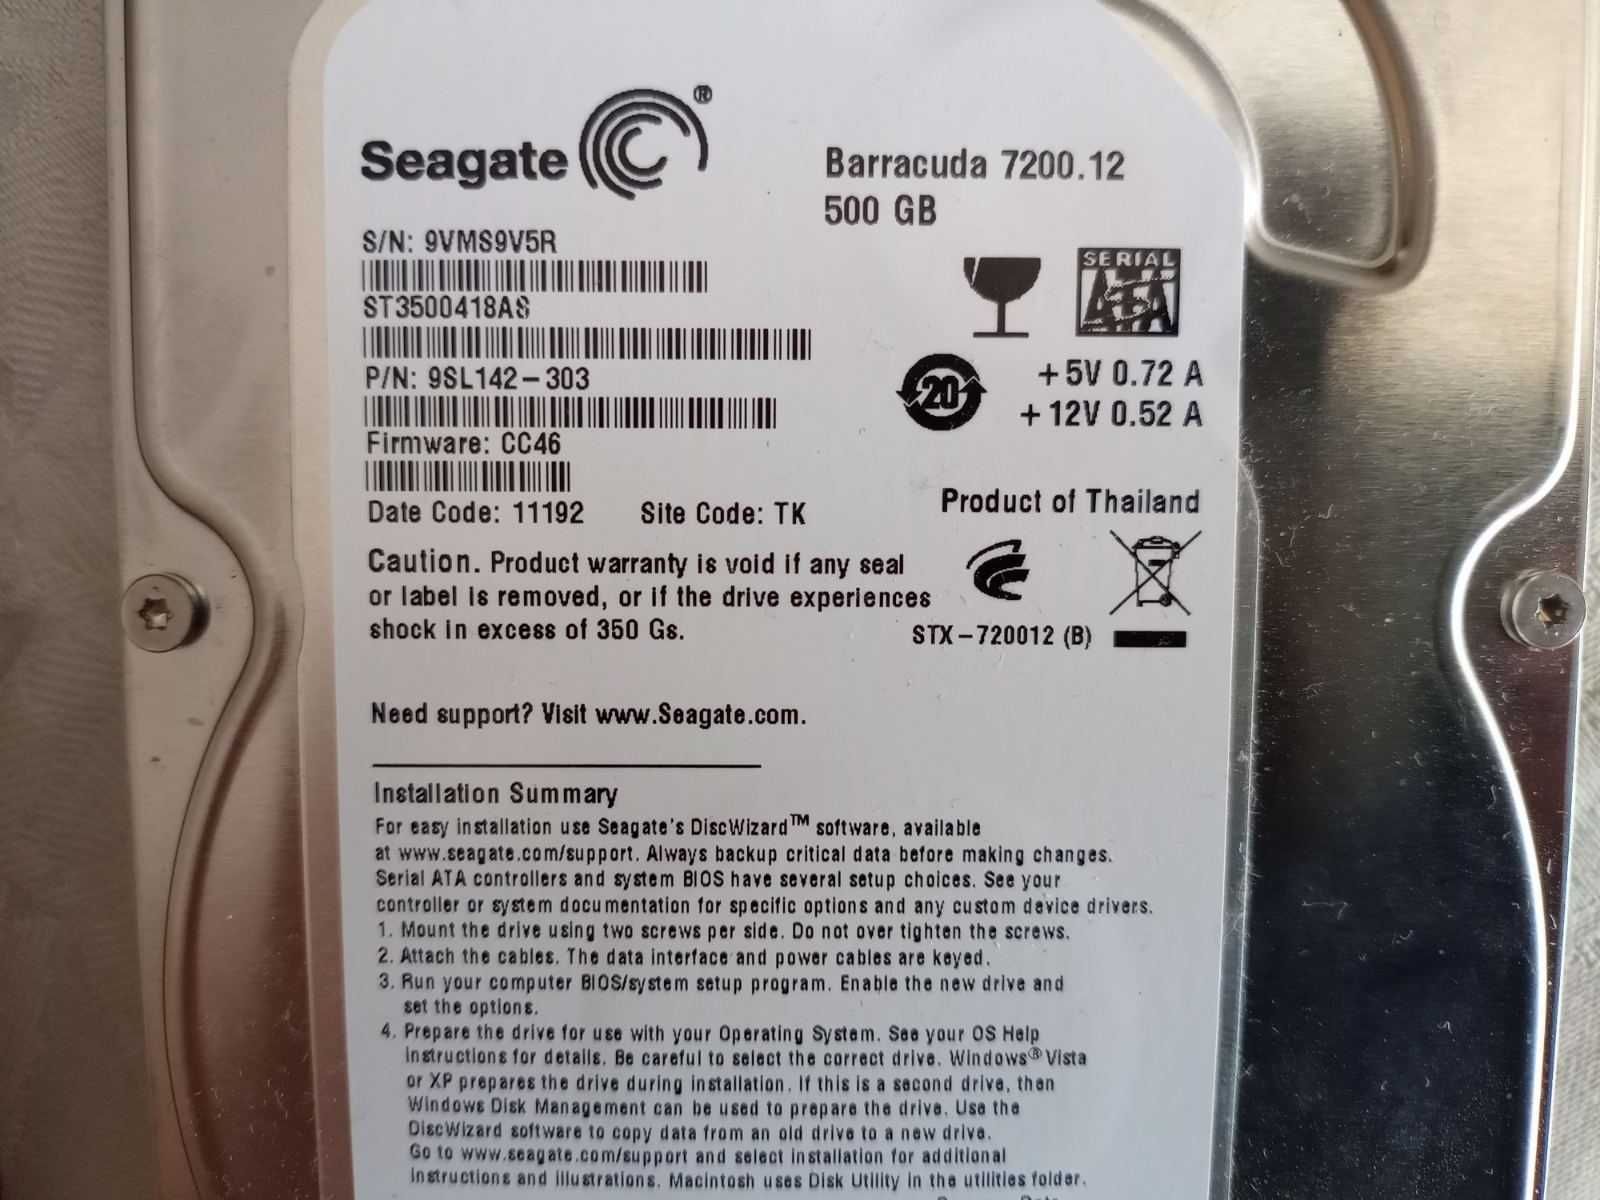 Seagate®
Barracuda 7200.12
500 GB
S/N: 9VMS9V5R
ST3500418AS
P/N: 9SL142-303
Firmware: CC46
Date Code: 11192 Site Code: TK
SERIAL
ATA
20
+5V 0.72 A
+12V 0.52 A
Product of Thailand
Caution. Product warranty is void if any seal
or label is removed, or if the drive experiences
shock in excess of 350 Gs.
STX-720012 (B)
Need support? Visit www.Seagate.com.
Installation Summary
For easy installation use Seagate's DiscWizard™ software, available
at www.seagate.com/support. Always backup critical data before making changes.
Serial ATA controllers and system BIOS have several setup choices. See your
controller or system documentation for specific options and any custom device drivers.
1. Mount the drive using two screws per side. Do not over tighten the screws.
2. Attach the cables. The data interface and power cables are keyed.
3. Run your computer BIOS/system setup program. Enable the new drive and
set the options.
4. Prepare the drive for use with your Operating System. See your OS Help
instructions for details. Be careful to select the correct drive. Windows® Vista
or XP prepares the drive during installation. If this is a second drive, then
Windows Disk Management can be used to prepare the drive. Use the
DiscWizard software to copy data from an old drive to a new drive.
Go to www.seagate.com/support and select installation for additional
instructions and illustrations. Macintosh uses Disk Utility in the utilities folder.